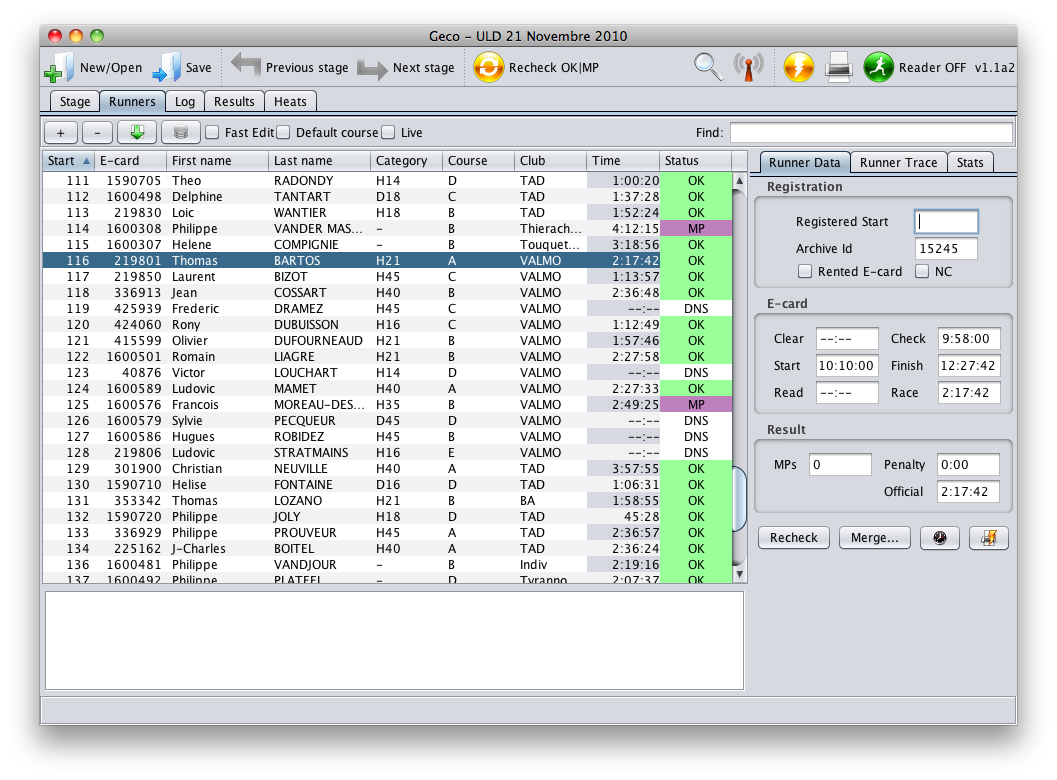 Geco – ULD 21 Novembre 2010
New/Open Save Previous stage Next stage Recheck OK|MP Reader OFF v1.1a2
Stage Runners Log Results Heats
+ - Fast Edit Default course Live Find:
Start E-card First name Last name Category Course Club Time Status
111 1590705 Theo RADONDY H14 D TAD 1:00:20 OK
112 1600498 Delphine TANTART D18 C TAD 1:37:28 OK
113 219830 Loic WANTIER H18 B TAD 1:52:24 OK
114 1600308 Philippe VANDER MAS... - B Thierach... 4:12:15 MP
115 1600307 Helene COMPIGNIE - B Touquet... 3:18:56 OK
116 219801 Thomas BARTOS H21 A VALMO 2:17:42 OK
117 219850 Laurent BIZOT H45 C VALMO 1:13:57 OK
118 336913 Jean COSSART H40 B VALMO 2:36:48 OK
119 425939 Frederic DRAMEZ H45 C VALMO --:-- DNS
120 424060 Rony DUBUISSON H16 C VALMO 1:12:49 OK
121 415599 Olivier DUFOURNEAUD H21 B VALMO 1:57:46 OK
122 1600501 Romain LIAGRE H21 B VALMO 2:27:58 OK
123 40876 Victor LOUCHART H14 D VALMO --:-- DNS
124 1600589 Ludovic MAMET H40 A VALMO 2:27:33 OK
125 1600576 Francois MOREAU-DES... H35 B VALMO 2:49:25 MP
126 1600579 Sylvie PECQUEUR D45 D VALMO --:-- DNS
127 1600586 Hugues ROBIDEZ H45 B VALMO --:-- DNS
128 219806 Ludovic STRATMAINS H16 E VALMO --:-- DNS
129 301900 Christian NEUVILLE H40 A TAD 3:57:55 OK
130 1590710 Helise FONTAINE D16 D TAD 1:06:31 OK
131 353342 Thomas LOZANO H21 B BA 1:58:55 OK
132 1590720 Philippe JOLY H18 D TAD 45:28 OK
133 336929 Philippe PROUVEUR H45 A TAD 2:36:57 OK
134 225162 J-Charles BOITEL H40 A TAD 2:36:24 OK
136 1600481 Philippe VANDJOUR - B Indiv 2:19:16 OK
137 1600492 Philippe PLATEEL - D Tyranno 2:07:37 OK
Runner Data Runner Trace Stats
Registration
Registered Start
Archive Id 15245
Rented E-card NC
E-card
Clear --:-- Check 9:58:00
Start 10:10:00 Finish 12:27:42
Read --:-- Race 2:17:42
Result
MPs 0 Penalty 0:00
Official 2:17:42
Recheck Merge...